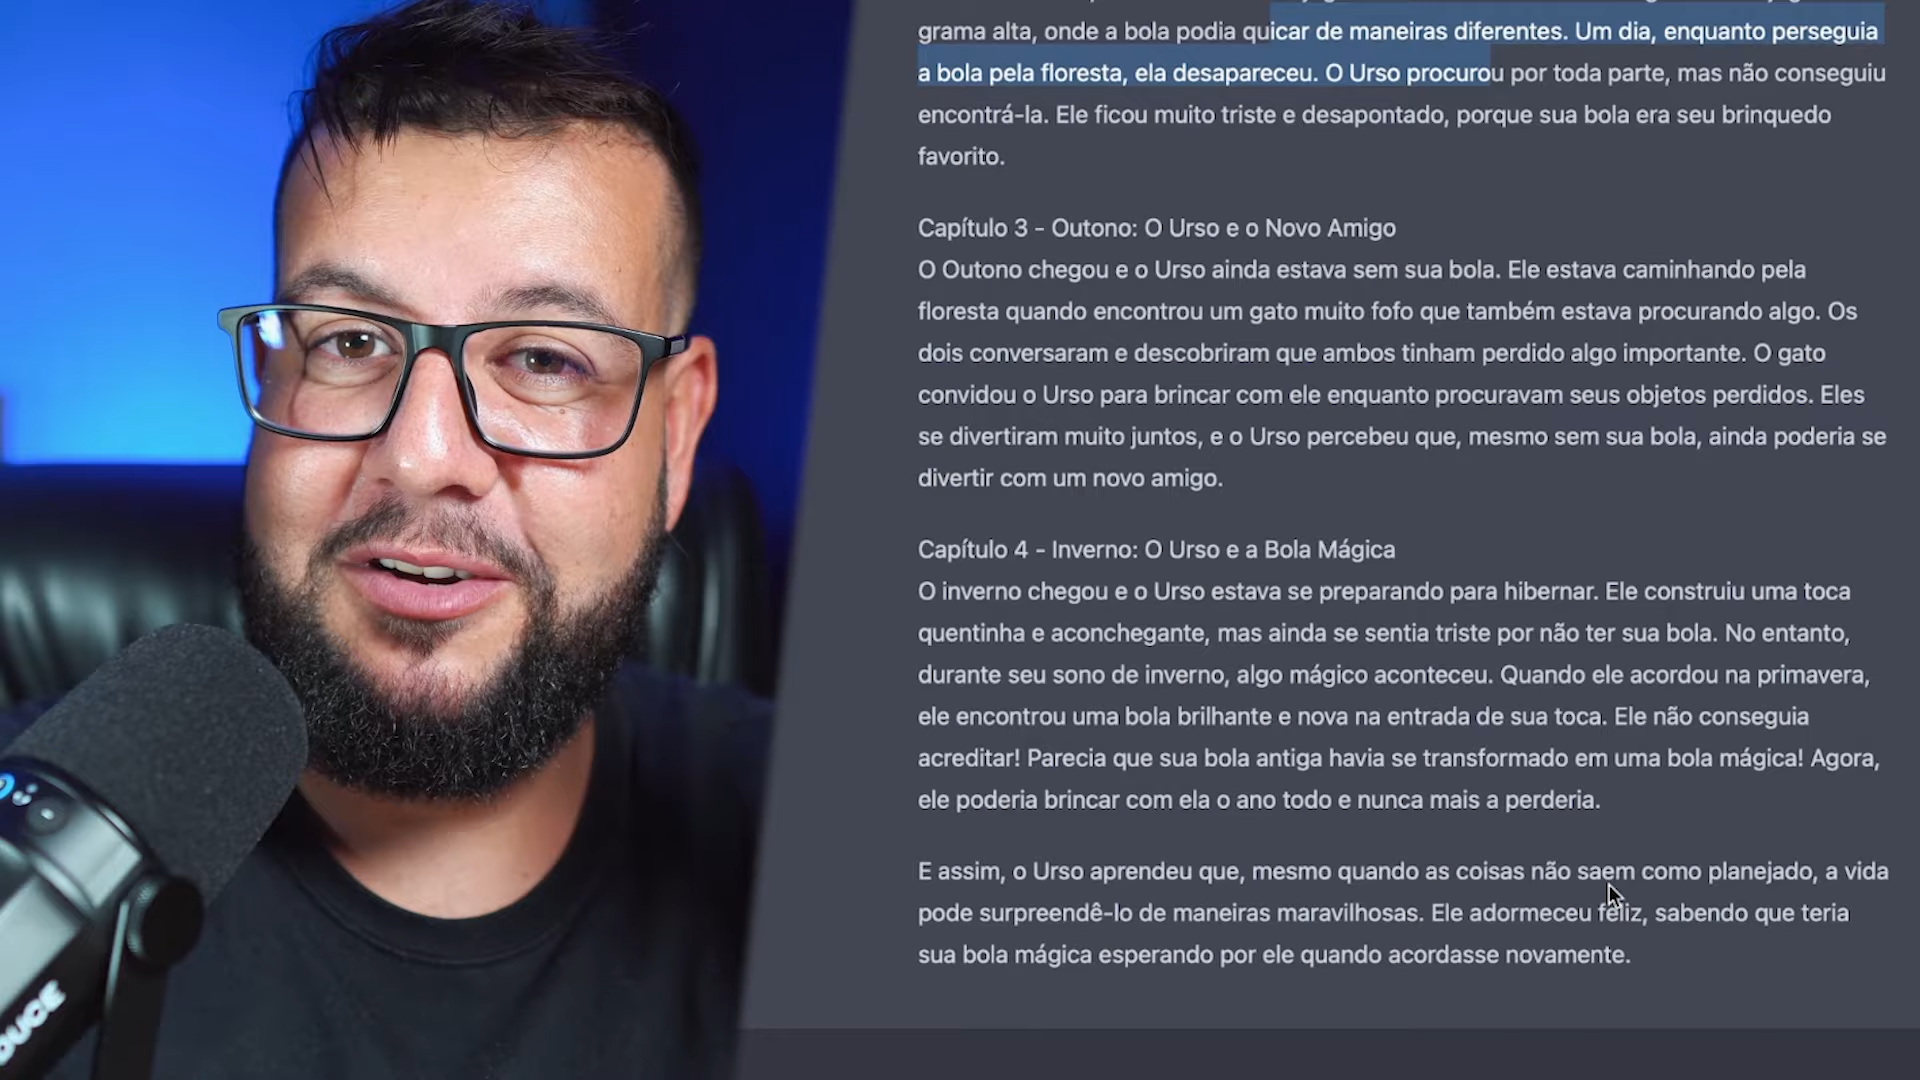 grama alta, onde a bola podia quicar de maneiras diferentes. Um dia, enquanto perseguia
a bola pela floresta, ela desapareceu. O Urso procurou por toda parte, mas não conseguiu
encontrá-la. Ele ficou muito triste e desapontado, porque sua bola era seu brinquedo
favorito.
Capítulo 3 - Outono: O Urso e o Novo Amigo
O Outono chegou e o Urso ainda estava sem sua bola. Ele estava caminhando pela
floresta quando encontrou um gato muito fofo que também estava procurando algo. Os
dois conversaram e descobriram que ambos tinham perdido algo importante. O gato
convidou o Urso para brincar com ele enquanto procuravam seus objetos perdidos. Eles
se divertiram muito juntos, e o Urso percebeu que, mesmo sem sua bola, ainda poderia se
divertir com um novo amigo.
Capítulo 4 - Inverno: O Urso e a Bola Mágica
O inverno chegou e o Urso estava se preparando para hibernar. Ele construiu uma toca
quentinha e aconchegante, mas ainda se sentia triste por não ter sua bola. No entanto,
durante seu sono de inverno, algo mágico aconteceu. Quando ele acordou na primavera,
ele encontrou uma bola brilhante e nova na entrada de sua toca. Ele não conseguia
acreditar! Parecia que sua bola antiga havia se transformado em uma bola mágica! Agora,
ele poderia brincar com ela o ano todo e nunca mais a perderia.
E assim, o Urso aprendeu que, mesmo quando as coisas não saem como planejado, a vida
pode surpreendê-lo de maneiras maravilhosas. Ele adormeceu feliz, sabendo que teria
sua bola mágica esperando por ele quando acordasse novamente.